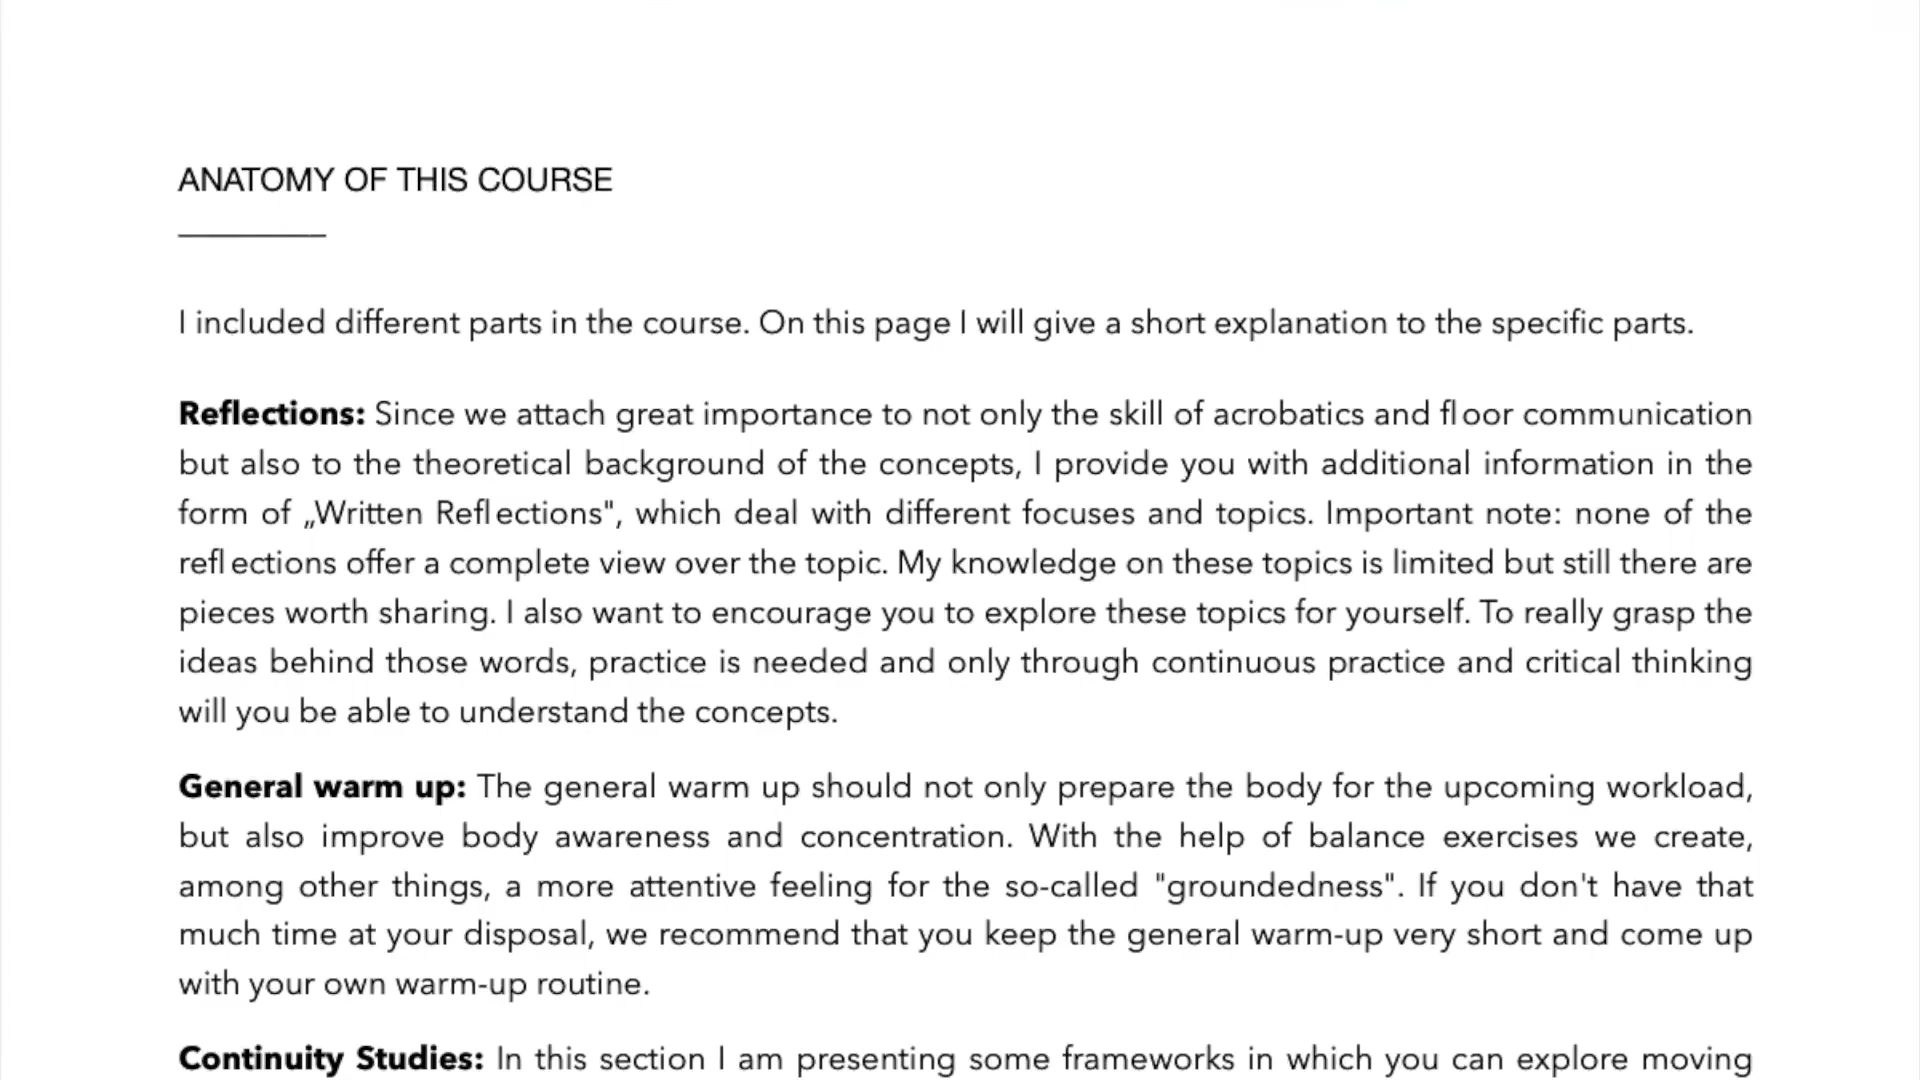 ANATOMY OF THIS COURSE
I included different parts in the course. On this page I will give a short explanation to the specific parts.
Reflections: Since we attach great importance to not only the skill of acrobatics and floor communication
but also to the theoretical background of the concepts, I provide you with additional information in the
form of „Written Reflections", which deal with different focuses and topics. Important note: none of the
reflections offer a complete view over the topic. My knowledge on these topics is limited but still there are
pieces worth sharing. I also want to encourage you to explore these topics for yourself. To really grasp the
ideas behind those words, practice is needed and only through continuous practice and critical thinking
will you be able to understand the concepts.
General warm up: The general warm up should not only prepare the body for the upcoming workload,
but also improve body awareness and concentration. With the help of balance exercises we create,
among other things, a more attentive feeling for the so-called "groundedness". If you don't have that
much time at your disposal, we recommend that you keep the general warm-up very short and come up
with your own warm-up routine.
Continuity Studies: In this section I am presenting some frameworks in which you can explore moving